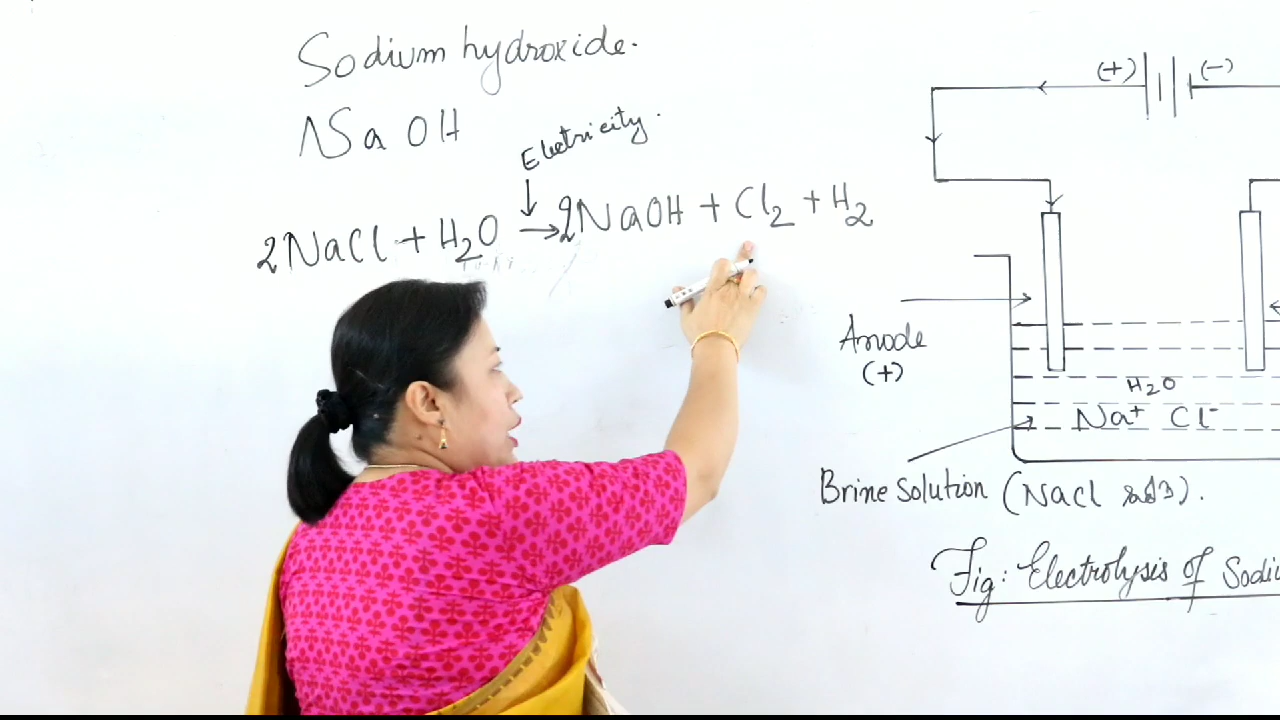 Sodium hydroxide.
NaOH
Electricity.
2NaCl + H₂O → 2NaOH + Cl₂ + H₂
(+) (-)
Anode
(+)
H₂O
Na⁺ Cl⁻
Brine Solution (NaCl
Fig: Electrolysis of Sodiu